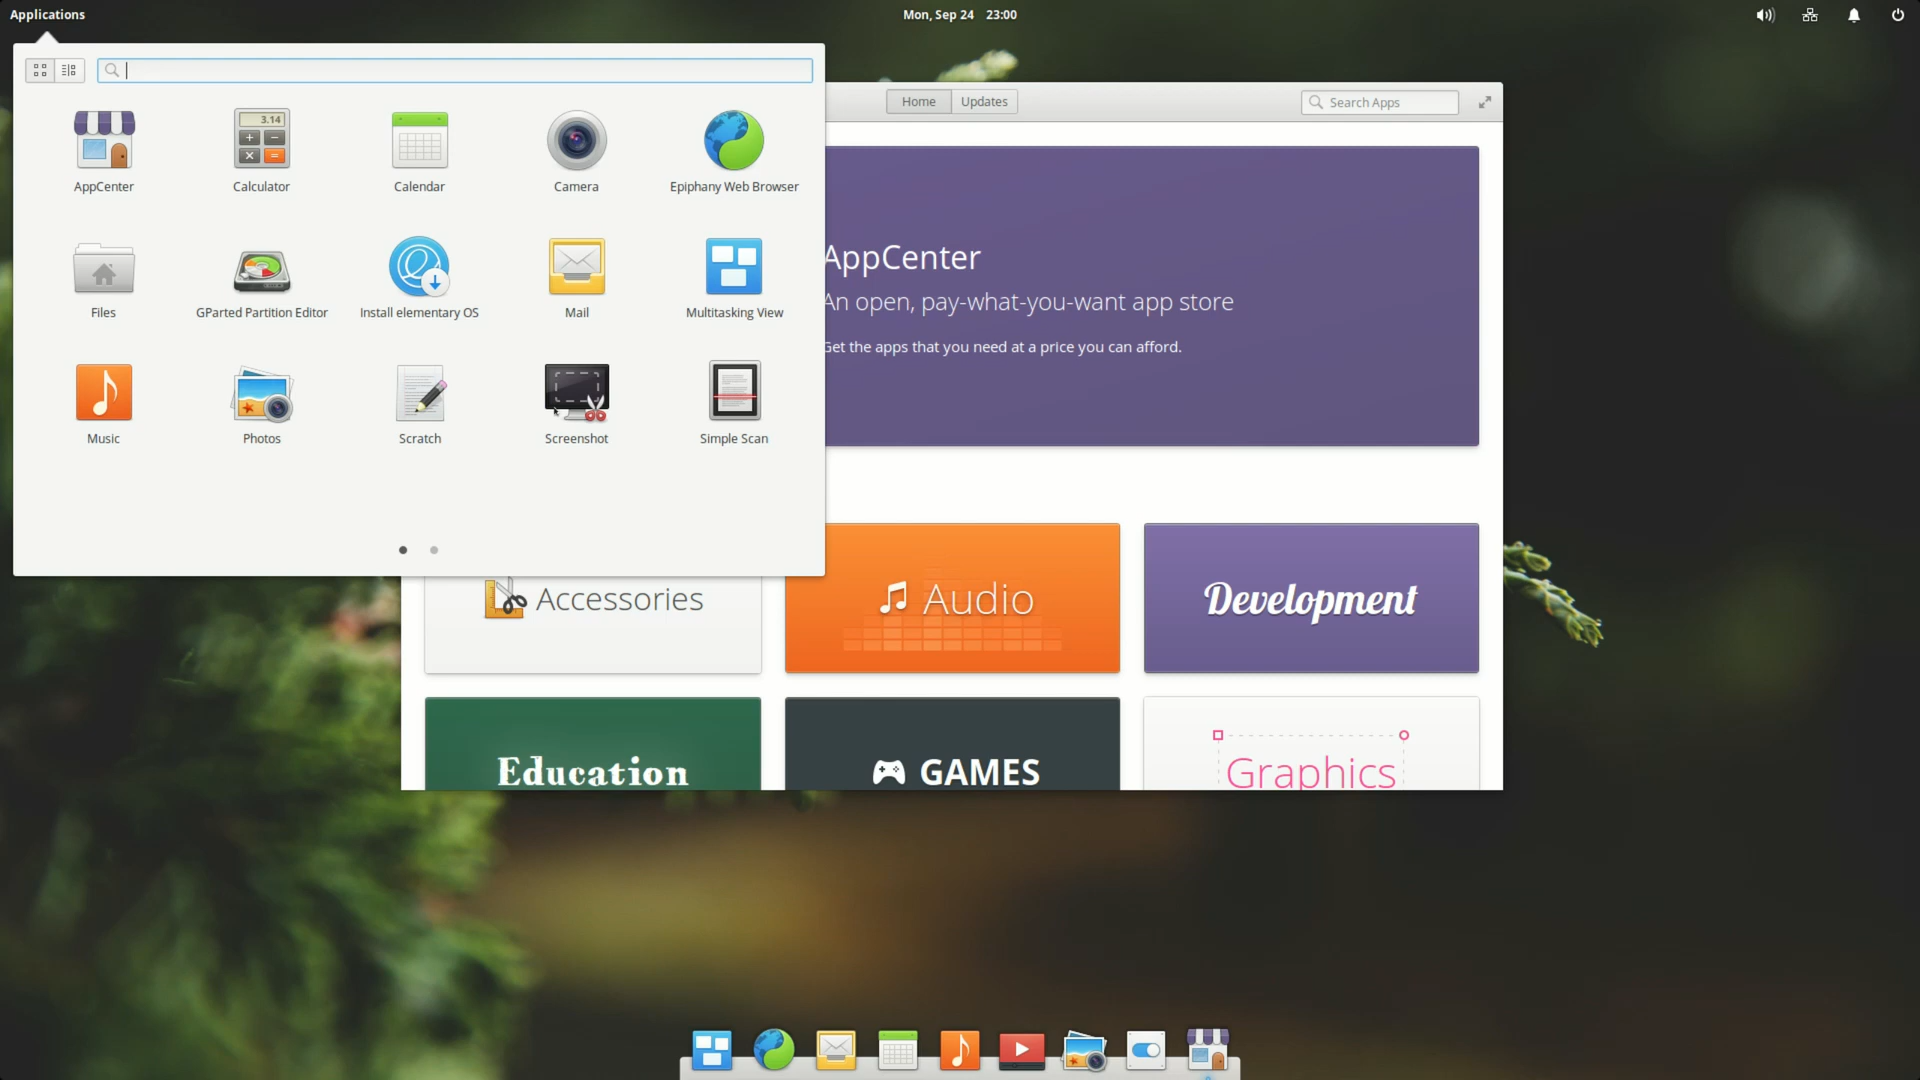 Applications
Mon, Sep 24 23:00
Home
Updates
Search Apps
3.14
AppCenter
Calculator
Calendar
Camera
Epiphany Web Browser
Files
GParted Partition Editor
Install elementary OS
Mail
Multitasking View
Music
Photos
Scratch
Screenshot
Simple Scan
AppCenter
An open, pay-what-you-want app store
Get the apps that you need at a price you can afford.
Accessories
Audio
Development
Education
GAMES
Graphics